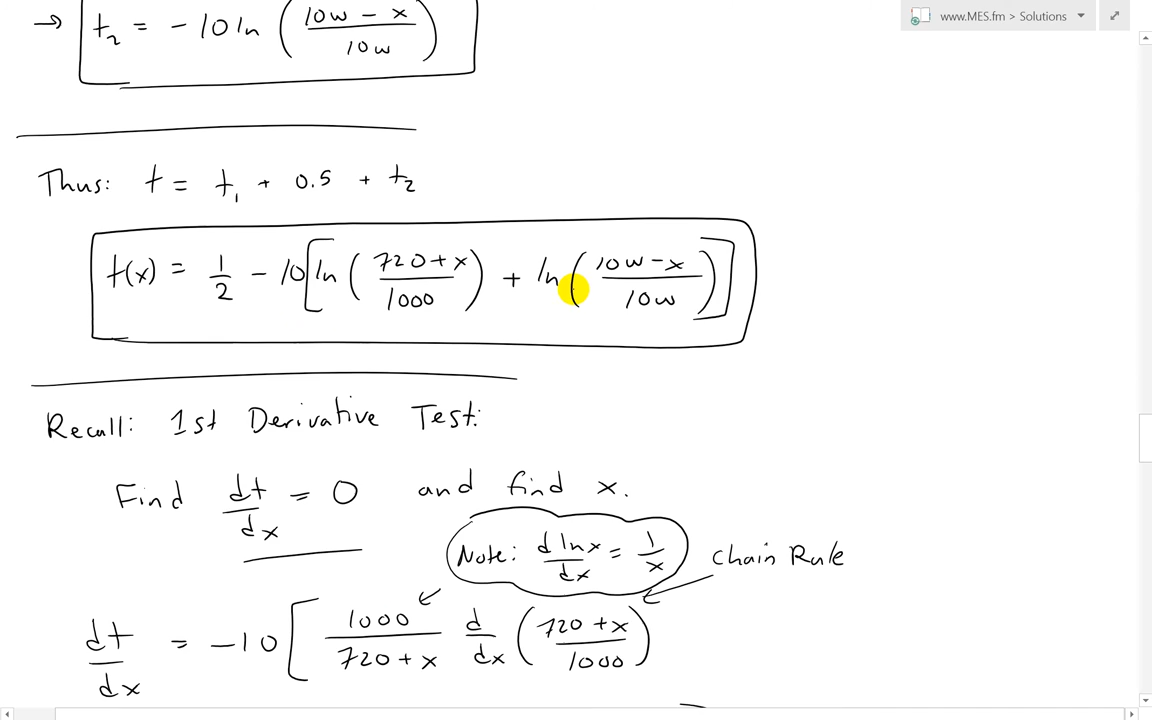 www.MES.fm > Solutions
→ t₂ = -10 ln ( (10w - x) / 10w )
Thus: t = t₁ + 0.5 + t₂
t(x) = 1/2 - 10 [ ln ( (720 + x) / 1000 ) + ln ( (10w - x) / 10w ) ]
Recall: 1st Derivative Test:
Find dt/dx = 0 and find x.
Note: d ln x / dx = 1/x
Chain Rule
dt/dx = -10 [ 1000 / (720 + x) d/dx ( (720 + x) / 1000 )